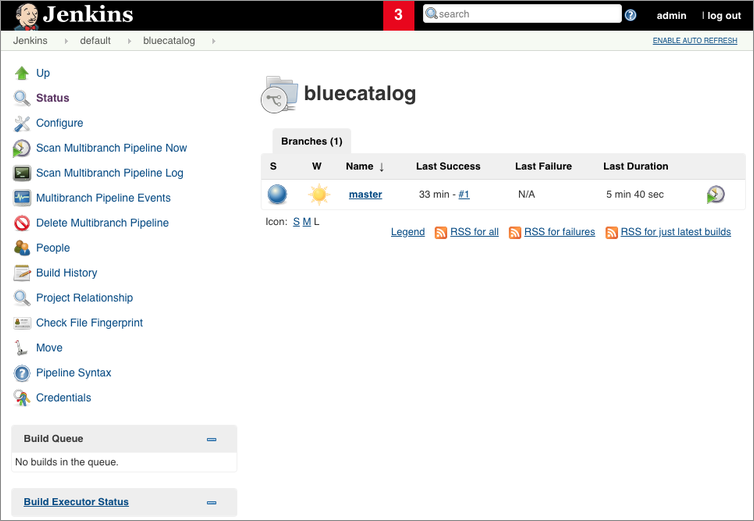 Jenkins
3
search
admin
| log out
Jenkins default bluecatalog
ENABLE AUTO REFRESH
Up
Status
Configure
Scan Multibranch Pipeline Now
Scan Multibranch Pipeline Log
Multibranch Pipeline Events
Delete Multibranch Pipeline
People
Build History
Project Relationship
Check File Fingerprint
Move
Pipeline Syntax
Credentials
Build Queue
No builds in the queue.
Build Executor Status
bluecatalog
Branches (1)
S W Name ↓ Last Success Last Failure Last Duration
master 33 min - #1 N/A 5 min 40 sec
Icon: S M L
Legend RSS for all RSS for failures RSS for just latest builds